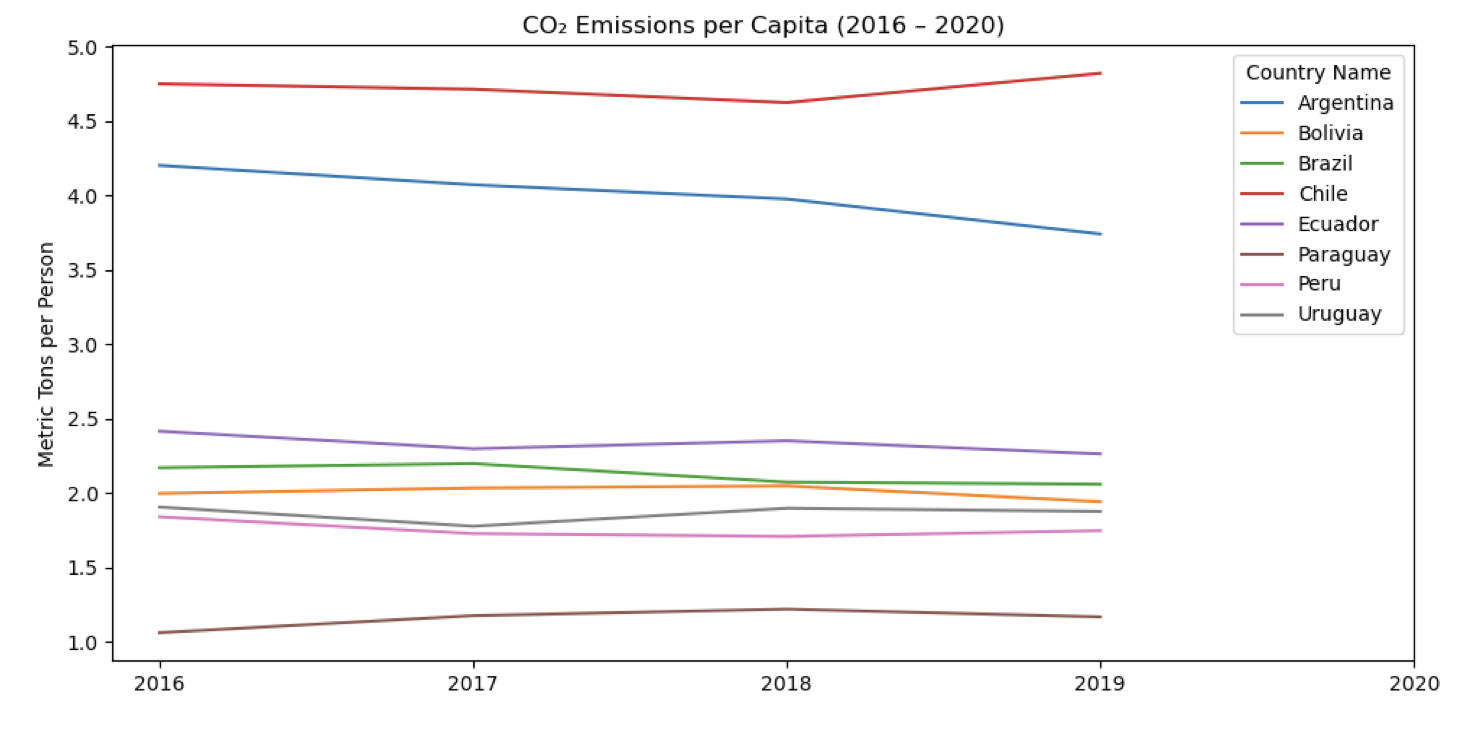 CO₂ Emissions per Capita (2016 – 2020)
Metric Tons per Person
5.0
4.5
4.0
3.5
3.0
2.5
2.0
1.5
1.0
2016 2017 2018 2019 2020
Country Name
Argentina
Bolivia
Brazil
Chile
Ecuador
Paraguay
Peru
Uruguay